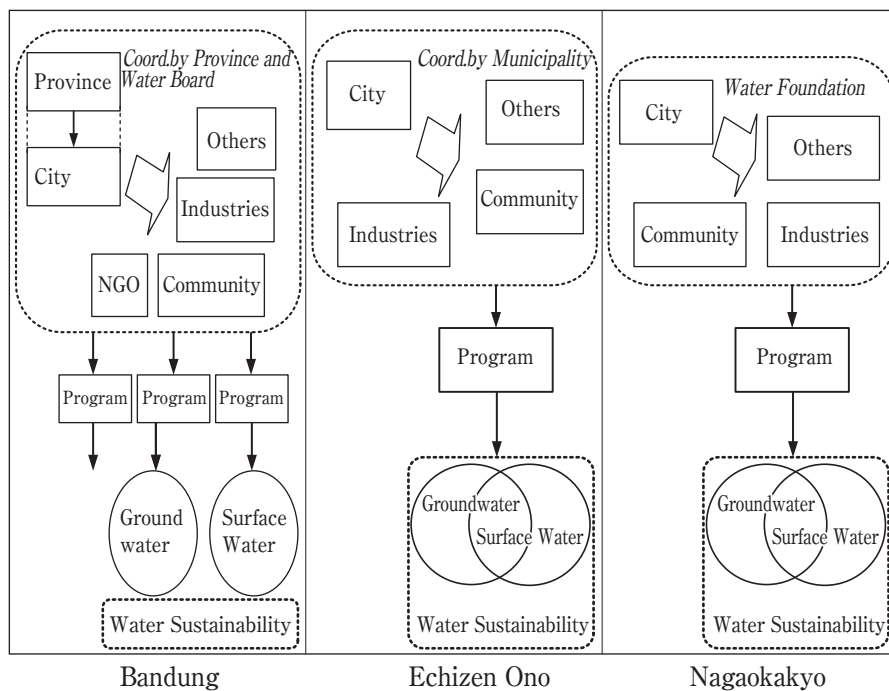 Coord.by Province and
Water Board
Province
City
Others
Industries
NGO
Community
Program
Program
Program
Ground
water
Surface
Water
Water Sustainability
Bandung
Coord.by Municipality
City
Others
Community
Industries
Program
Groundwater
Surface Water
Water Sustainability
Echizen Ono
Water Foundation
City
Others
Community
Industries
Program
Groundwater
Surface Water
Water Sustainability
Nagaokakyo